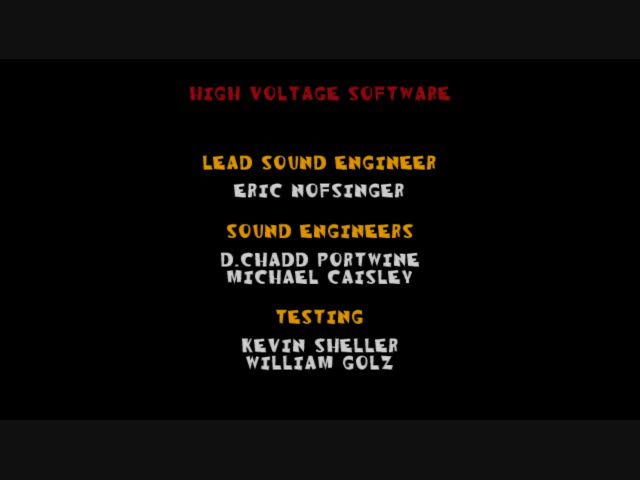 HIGH VOLTAGE SOFTWARE
LEAD SOUND ENGINEER
ERIC NOFSINGER
SOUND ENGINEERS
D.CHADD PORTWINE
MICHAEL CAISLEY
TESTING
KEVIN SHELLER
WILLIAM GOLZ